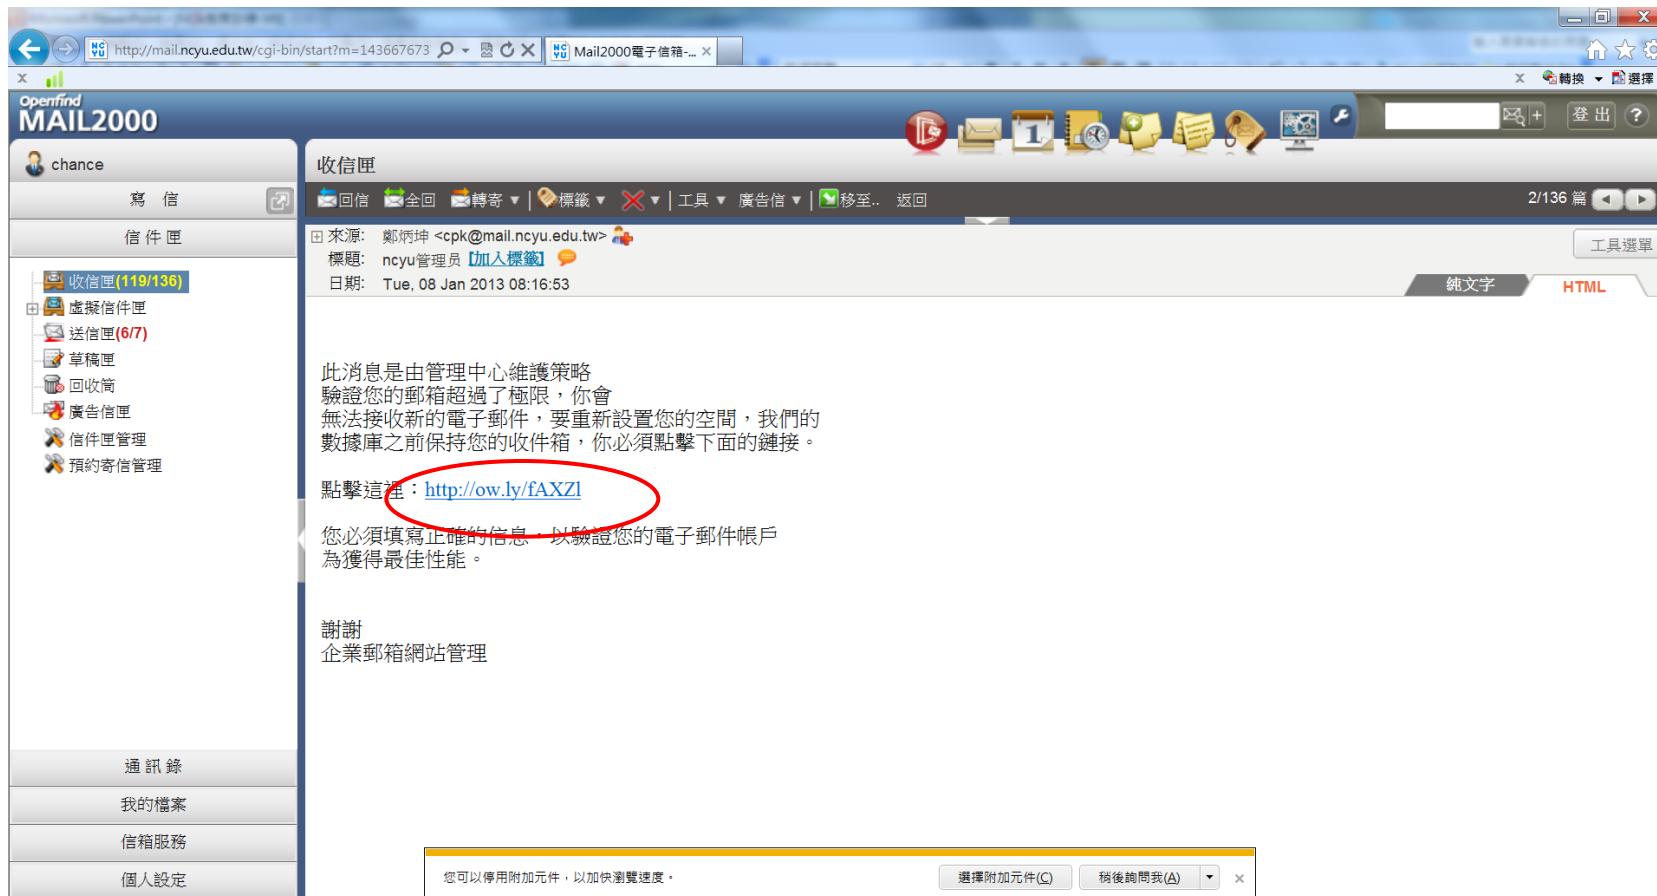 http://mail.ncyu.edu.tw/cgi-bin/start?m=143667673
Mail2000電子信箱-...
轉換
選擇
Openfind
MAIL2000
登出
chance
收信匣
寫 信
回信 全回 轉寄 標籤 工具 廣告信 移至.. 返回
2/136 篇
信件匣
來源: 鄭炳坤 <cpk@mail.ncyu.edu.tw>
標題: ncyu管理员 【加入標籤】
日期: Tue, 08 Jan 2013 08:16:53
工具選單
純文字
HTML
收信匣(119/136)
虛擬信件匣
送信匣(6/7)
草稿匣
回收筒
廣告信匣
信件匣管理
預約寄信管理
此消息是由管理中心維護策略
驗證您的郵箱超過了極限，你會
無法接收新的電子郵件，要重新設置您的空間，我們的
數據庫之前保持您的收件箱，你必須點擊下面的鏈接。
點擊這裡：http://ow.ly/fAXZl
您必須填寫正確的信息，以驗證您的電子郵件帳戶
為獲得最佳性能。
謝謝
企業郵箱網站管理
通訊錄
我的檔案
信箱服務
個人設定
您可以停用附加元件，以加快瀏覽速度。
選擇附加元件(C)
稍後詢問我(A)